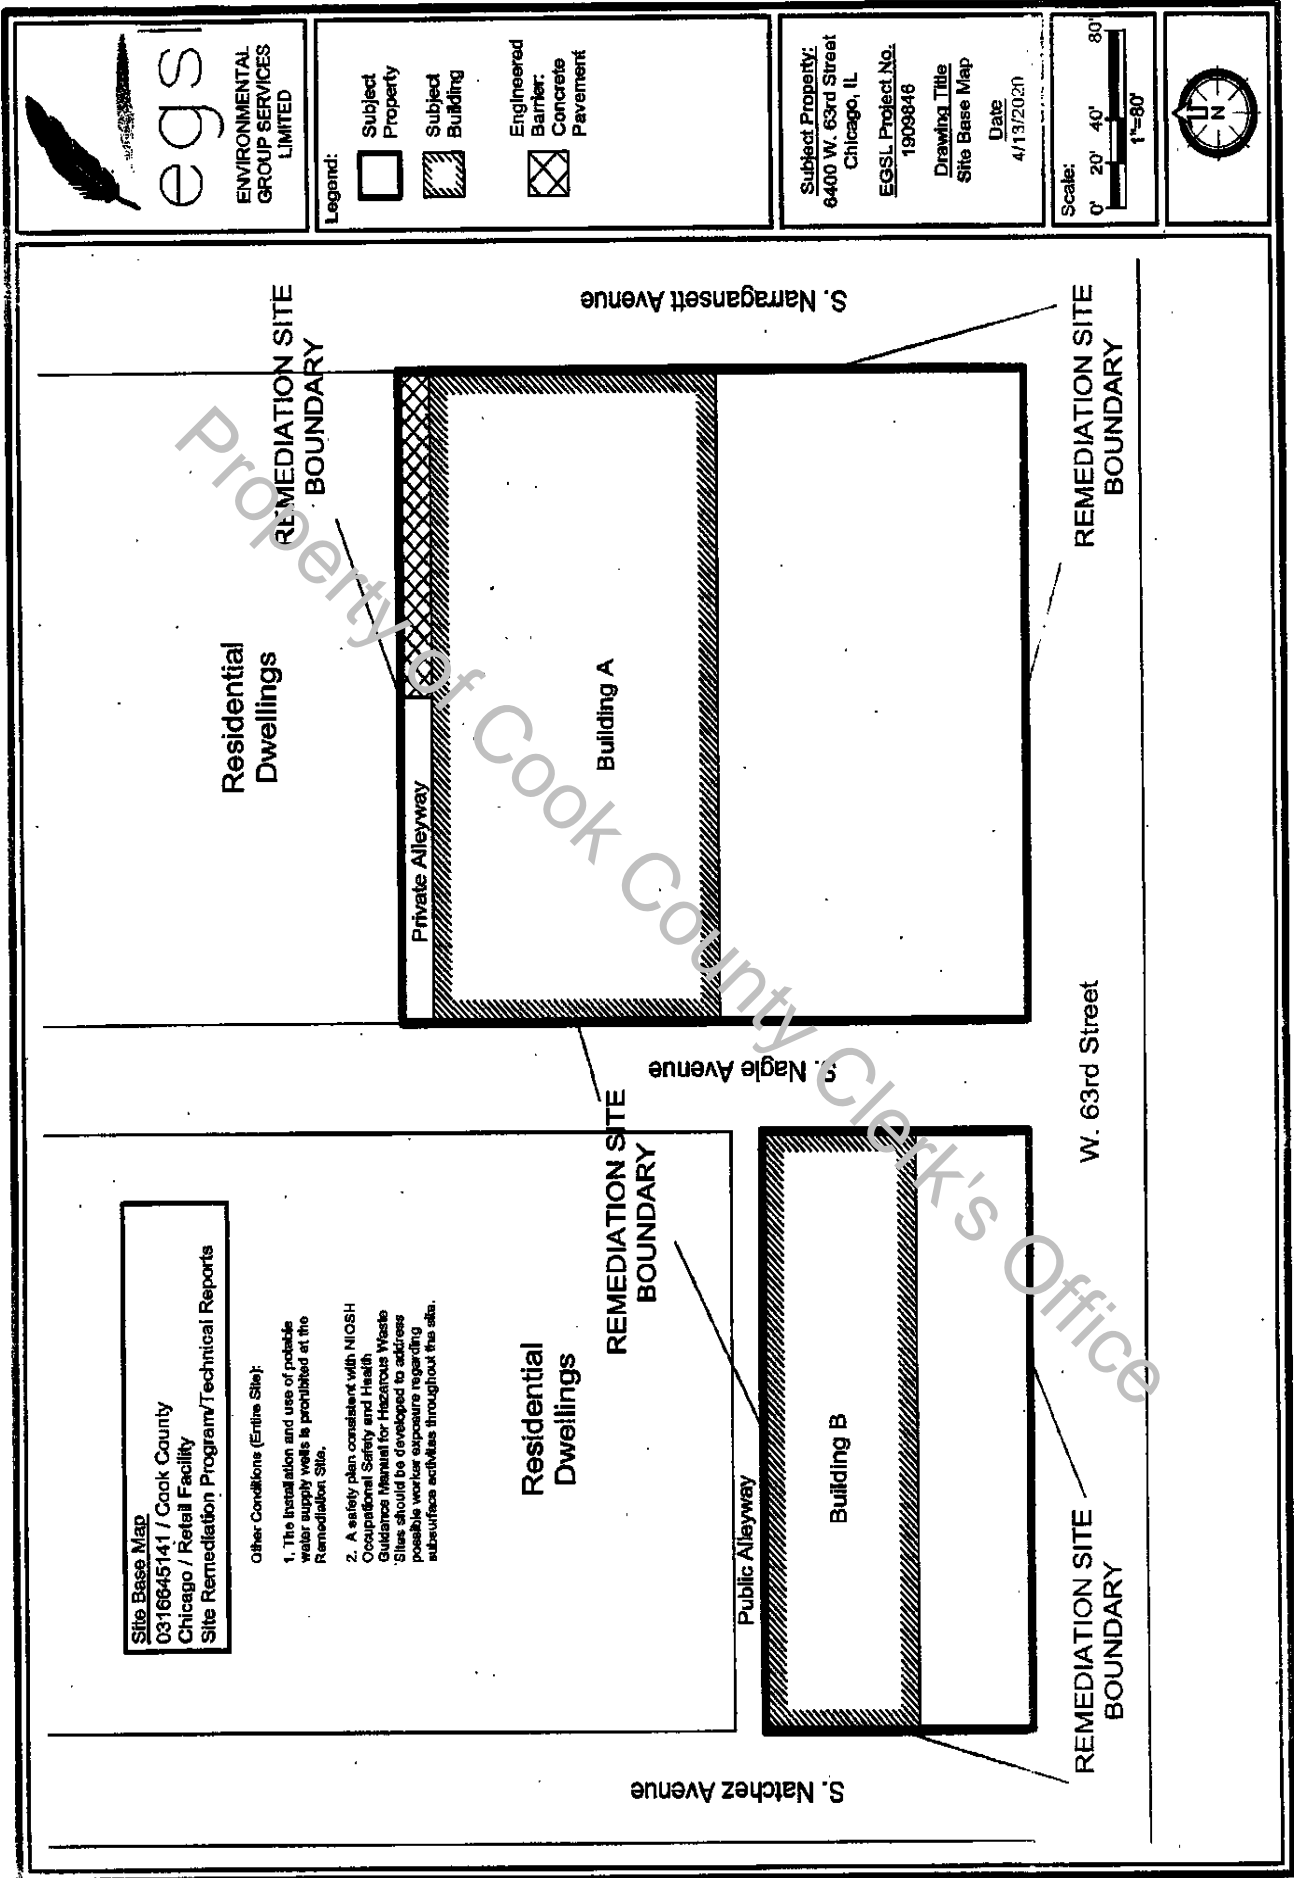 Site Base Map
0316645141 / Cook County
Chicago / Retail Facility
Site Remediation Program/Technical Reports
Other Conditions (Entire Site):
1. The installation and use of potable
water supply wells is prohibited at the
Remediation Site.
2. A safety plan consistent with NIOSH
Occupational Safety and Health
Guidance Manual for Hazarous Waste
Sites should be developed to address
possible worker exposure regarding
subsurface activities throughout the site.
Residential
Dwellings
Residential
Dwellings
REMEDIATION SITE
BOUNDARY
REMEDIATION SITE
BOUNDARY
Public Alleyway
Private Alleyway
Building B
Building A
S. Natchez Avenue
S. Nagle Avenue
S. Narragansett Avenue
REMEDIATION SITE
BOUNDARY
REMEDIATION SITE
BOUNDARY
W. 63rd Street
egsl
ENVIRONMENTAL
GROUP SERVICES
LIMITED
Legend:
Subject
Property
Subject
Building
Engineered
Barrier:
Concrete
Pavement
Subject Property:
6400 W. 63rd Street
Chicago, IL
EGSL Project No.
1909846
Drawing Title
Site Base Map
Date
4/13/2020
Scale:
0' 20' 40' 80'
1"=80'
N
Property of Cook County Clerk's Office